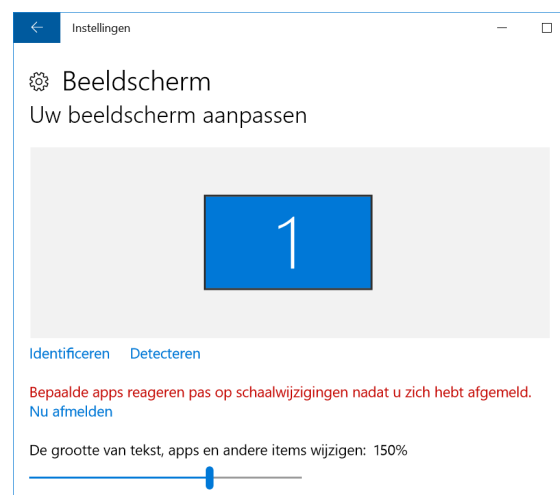 Instellingen
Beeldscherm
Uw beeldscherm aanpassen
1
Identificeren Detecteren
Bepaalde apps reageren pas op schaalwijzigingen nadat u zich hebt afgemeld.
Nu afmelden
De grootte van tekst, apps en andere items wijzigen: 150%